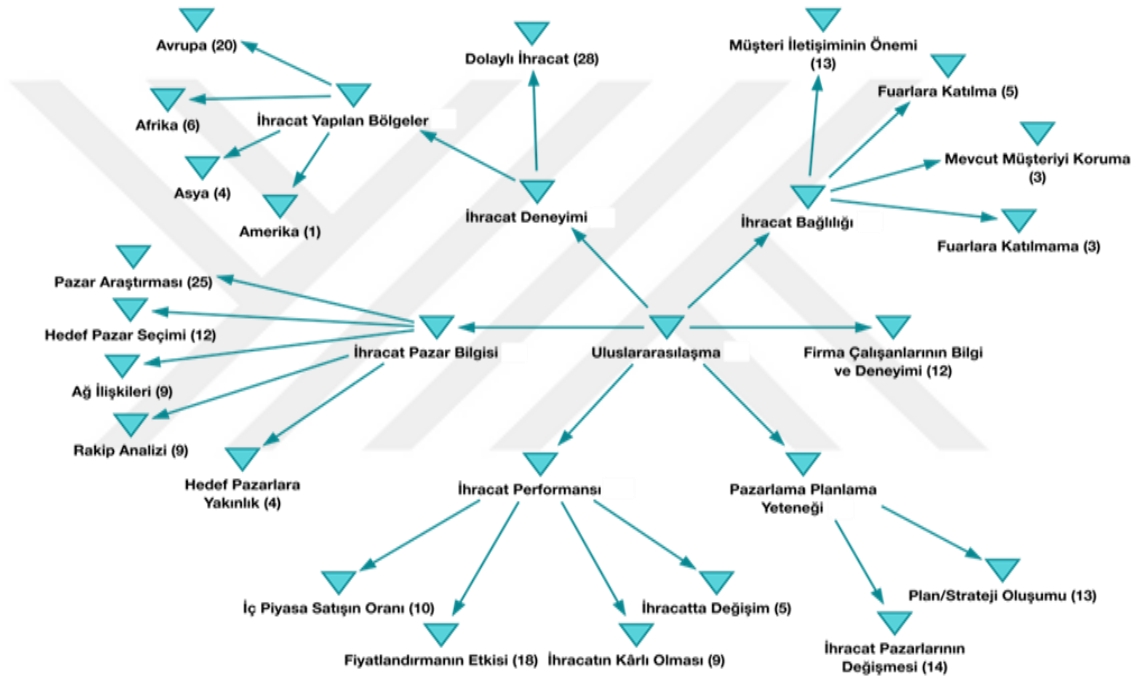 Avrupa (20)
Dolaylı İhracat (28)
Müşteri İletişiminin Önemi
(13)
Fuarlara Katılma (5)
Afrika (6)
İhracat Yapılan Bölgeler
Mevcut Müşteriyi Koruma
(3)
Asya (4)
Amerika (1)
İhracat Deneyimi
İhracat Bağlılığı
Fuarlara Katılmama (3)
Pazar Araştırması (25)
Hedef Pazar Seçimi (12)
İhracat Pazar Bilgisi
Uluslararasılaşma
Firma Çalışanlarının Bilgi
ve Deneyimi (12)
Ağ İlişkileri (9)
Rakip Analizi (9)
Hedef Pazarlara
Yakınlık (4)
İhracat Performansı
Pazarlama Planlama
Yeteneği
İç Piyasa Satışın Oranı (10)
İhracatta Değişim (5)
Plan/Strateji Oluşumu (13)
Fiyatlandırmanın Etkisi (18)
İhracatın Kârlı Olması (9)
İhracat Pazarlarının
Değişmesi (14)